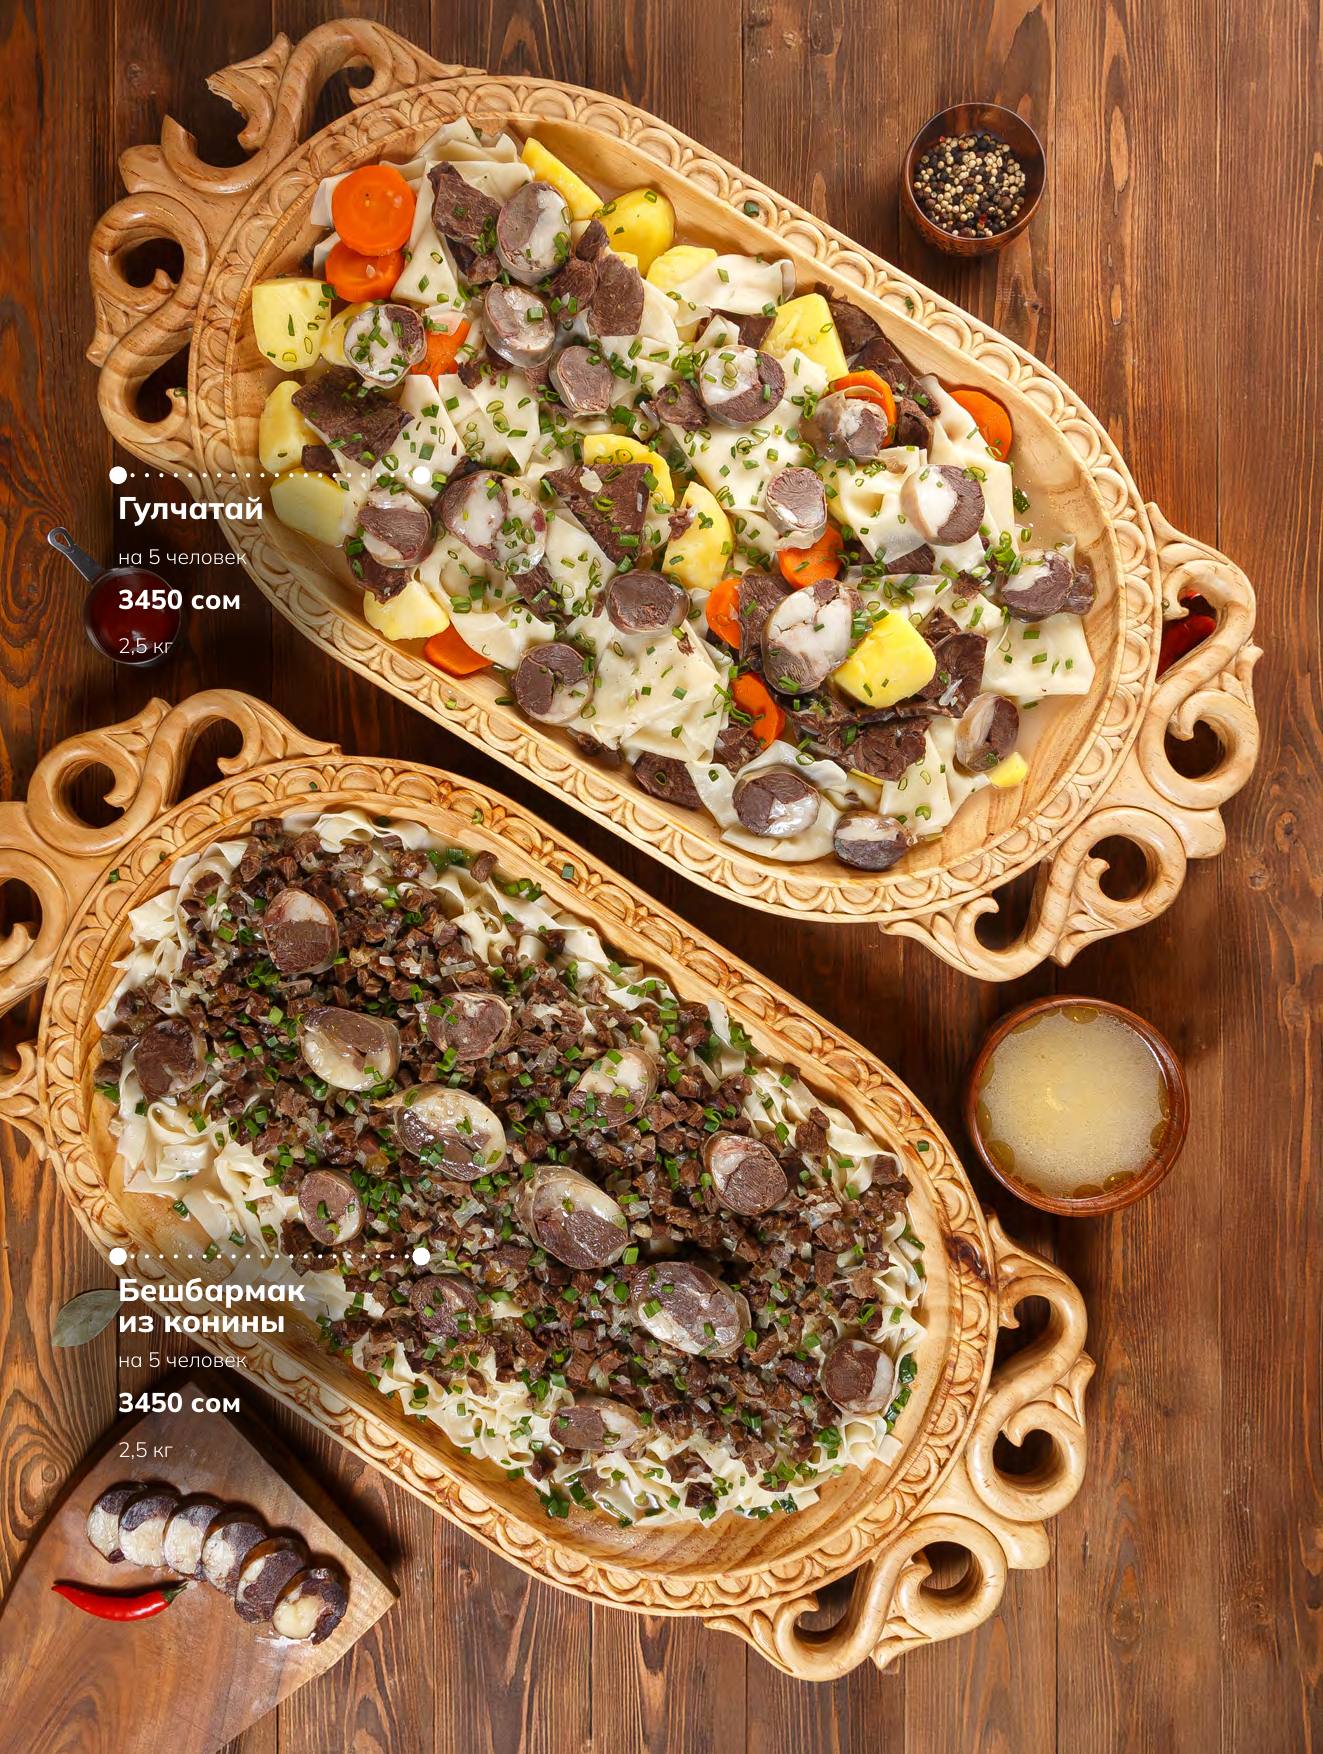 Гулчатай
на 5 человек
3450 сом
2,5 кг
Бешбармак
из конины
на 5 человек
3450 сом
2,5 кг